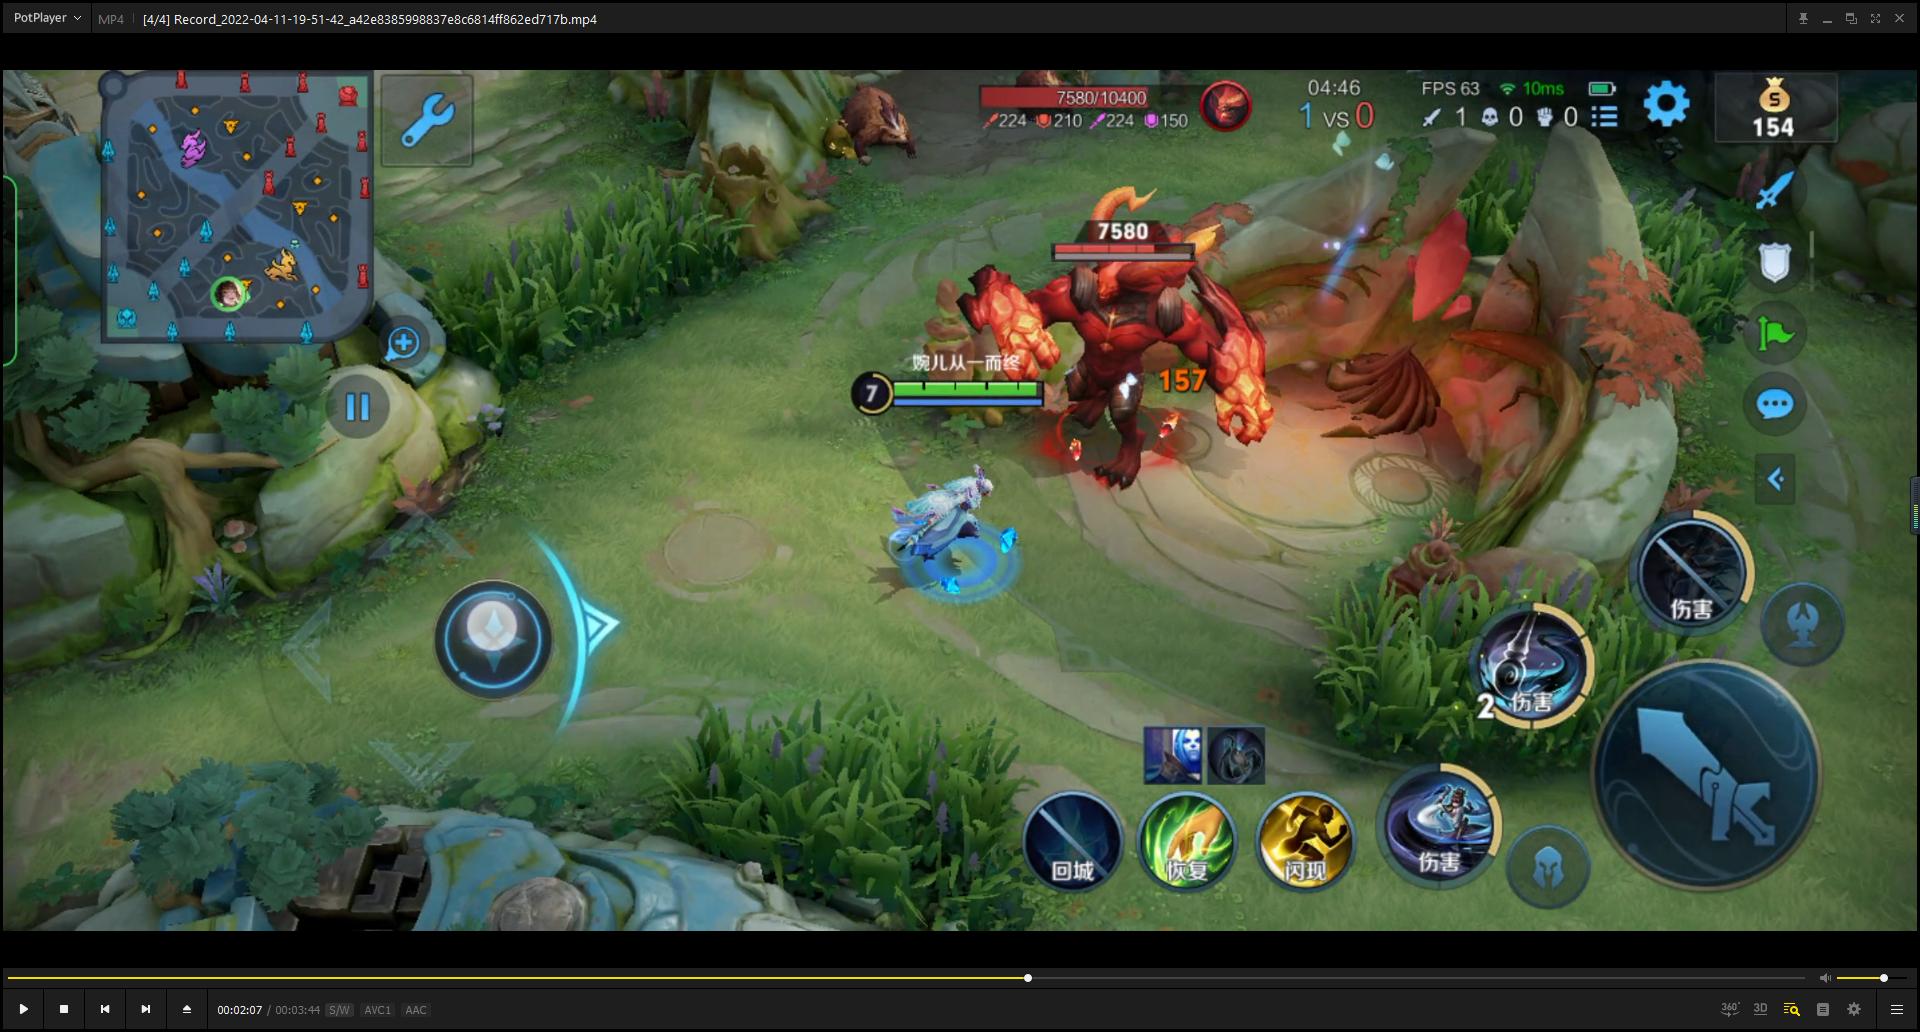 PotPlayer MP4 [4/4] Record_2022-04-11-19-51-42_a42e8385998837e8c6814ff862ed717b.mp4
7580/10400
224 210 224 150
04:46
1 VS 0
FPS 63 10ms
1 0 0
154
7580
157
婉儿从一而终
7
伤害
2 伤害
伤害
回城
恢复
闪现
00:02:07 / 00:03:44 S/W AVC1 AAC
360° 3D